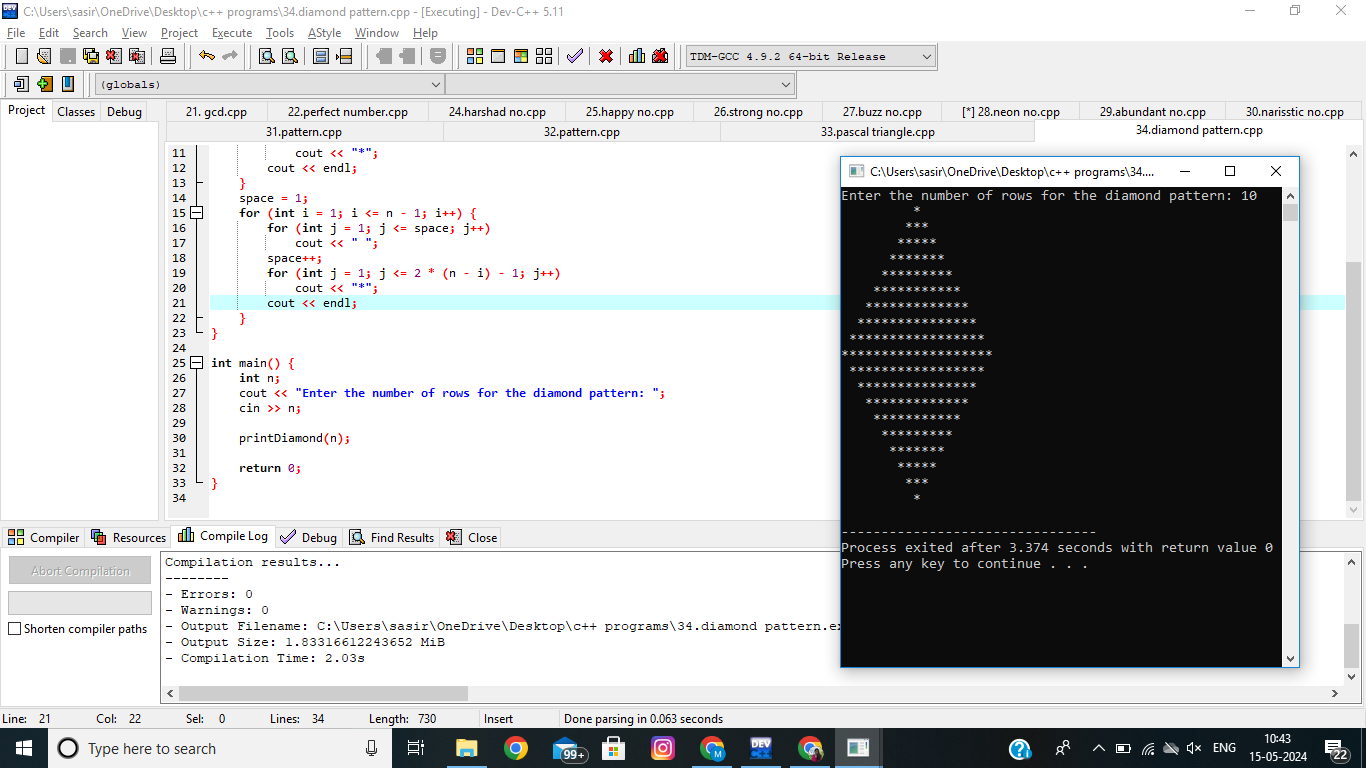 C:\Users\sasir\OneDrive\Desktop\c++ programs\34.diamond pattern.cpp - [Executing] - Dev-C++ 5.11
File Edit Search View Project Execute Tools AStyle Window Help
TDM-GCC 4.9.2 64-bit Release
(globals)
Project Classes Debug
21. gcd.cpp 22.perfect number.cpp 24.harshad no.cpp 25.happy no.cpp 26.strong no.cpp 27.buzz no.cpp [*] 28.neon no.cpp 29.abundant no.cpp 30.narisstic no.cpp
31.pattern.cpp 32.pattern.cpp 33.pascal triangle.cpp 34.diamond pattern.cpp
11 cout << "*";
12 cout << endl;
13 }
14 space = 1;
15 for (int i = 1; i <= n - 1; i++) {
16 for (int j = 1; j <= space; j++)
17 cout << " ";
18 space++;
19 for (int j = 1; j <= 2 * (n - i) - 1; j++)
20 cout << "*";
21 cout << endl;
22 }
23 }
24
25 int main() {
26 int n;
27 cout << "Enter the number of rows for the diamond pattern: ";
28 cin >> n;
29
30 printDiamond(n);
31
32 return 0;
33 }
34
C:\Users\sasir\OneDrive\Desktop\c++ programs\34....
Enter the number of rows for the diamond pattern: 10
         *
        ***
       *****
      *******
     *********
    ***********
   *************
  ***************
 *****************
*******************
 *****************
  ***************
   *************
    ***********
     *********
      *******
       *****
        ***
         *
--------------------------------
Process exited after 3.374 seconds with return value 0
Press any key to continue . . .
Compiler Resources Compile Log Debug Find Results Close
Abort Compilation
Shorten compiler paths
Compilation results...
--------
- Errors: 0
- Warnings: 0
- Output Filename: C:\Users\sasir\OneDrive\Desktop\c++ programs\34.diamond pattern.ex
- Output Size: 1.83316612243652 MiB
- Compilation Time: 2.03s
Line: 21 Col: 22 Sel: 0 Lines: 34 Length: 730 Insert Done parsing in 0.063 seconds
Type here to search
99+
M
DEV
ENG
10:43
15-05-2024
22